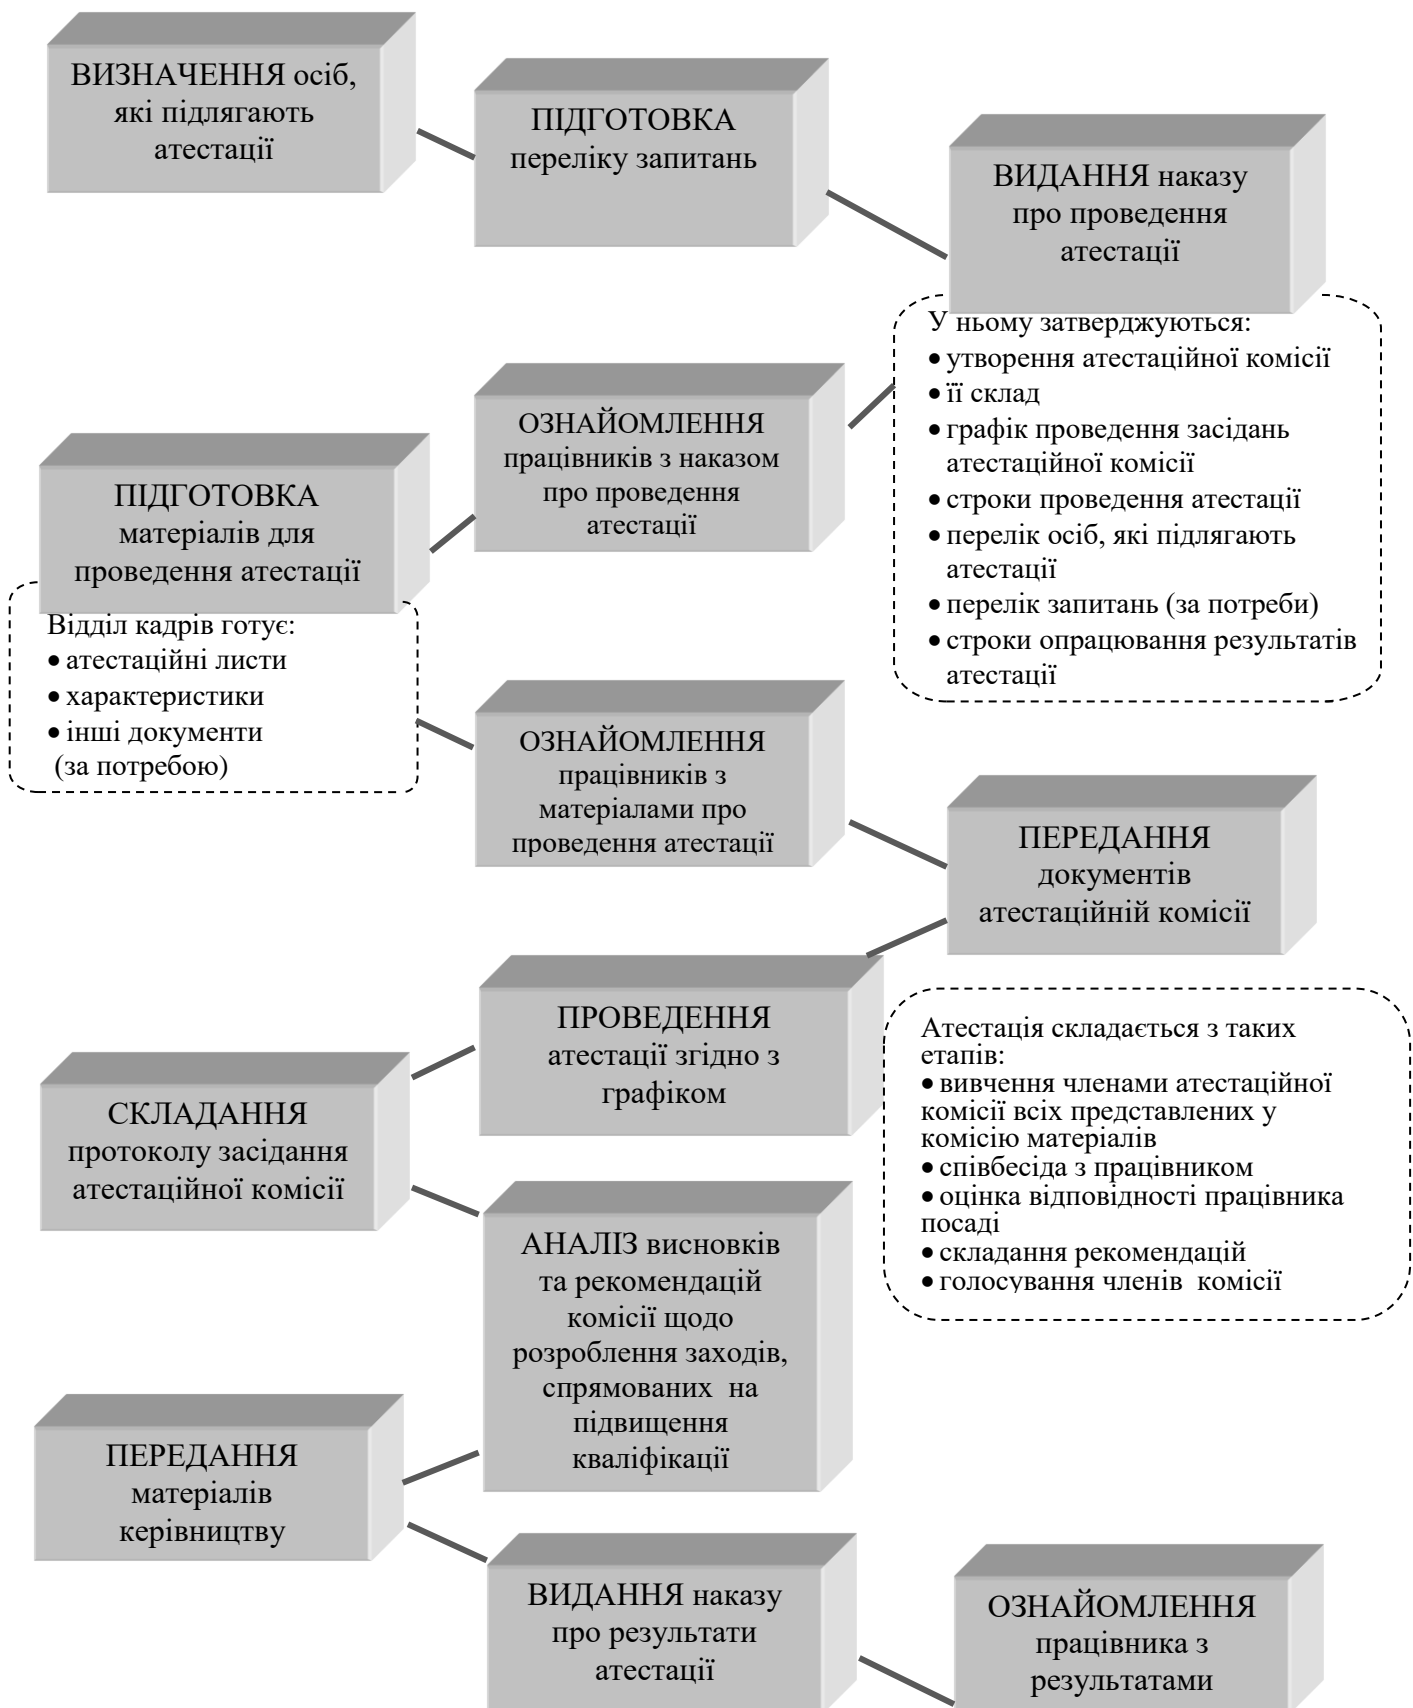 ВИЗНАЧЕННЯ осіб,
які підлягають
атестації
ПІДГОТОВКА
переліку запитань
ВИДАННЯ наказу
про проведення
атестації
У ньому затверджуються:
• утворення атестаційної комісії
• її склад
• графік проведення засідань
атестаційної комісії
• строки проведення атестації
• перелік осіб, які підлягають
атестації
• перелік запитань (за потреби)
• строки опрацювання результатів
атестації
ОЗНАЙОМЛЕННЯ
працівників з наказом
про проведення
атестації
ПІДГОТОВКА
матеріалів для
проведення атестації
Відділ кадрів готує:
• атестаційні листи
• характеристики
• інші документи
(за потребою)
ОЗНАЙОМЛЕННЯ
працівників з
матеріалами про
проведення атестації
ПЕРЕДАННЯ
документів
атестаційній комісії
ПРОВЕДЕННЯ
атестації згідно з
графіком
Атестація складається з таких
етапів:
• вивчення членами атестаційної
комісії всіх представлених у
комісію матеріалів
• співбесіда з працівником
• оцінка відповідності працівника
посаді
• складання рекомендацій
• голосування членів комісії
СКЛАДАННЯ
протоколу засідання
атестаційної комісії
АНАЛІЗ висновків
та рекомендацій
комісії щодо
розроблення заходів,
спрямованих на
підвищення
кваліфікації
ПЕРЕДАННЯ
матеріалів
керівництву
ВИДАННЯ наказу
про результати
атестації
ОЗНАЙОМЛЕННЯ
працівника з
результатами